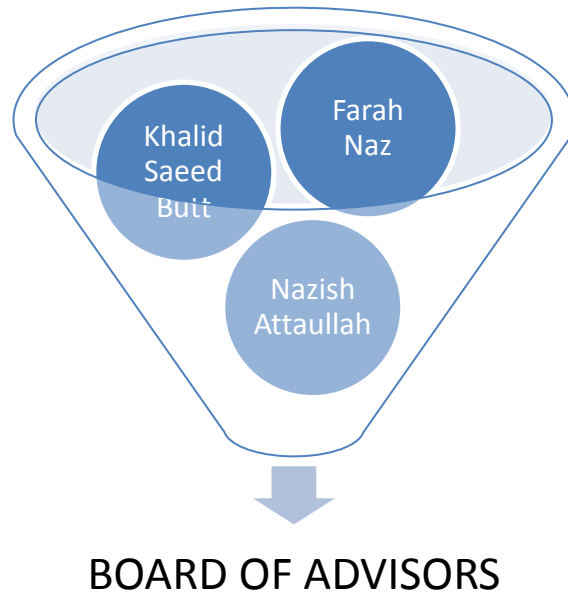 Khalid
Saeed
Butt
Farah
Naz
Nazish
Attaullah
BOARD OF ADVISORS